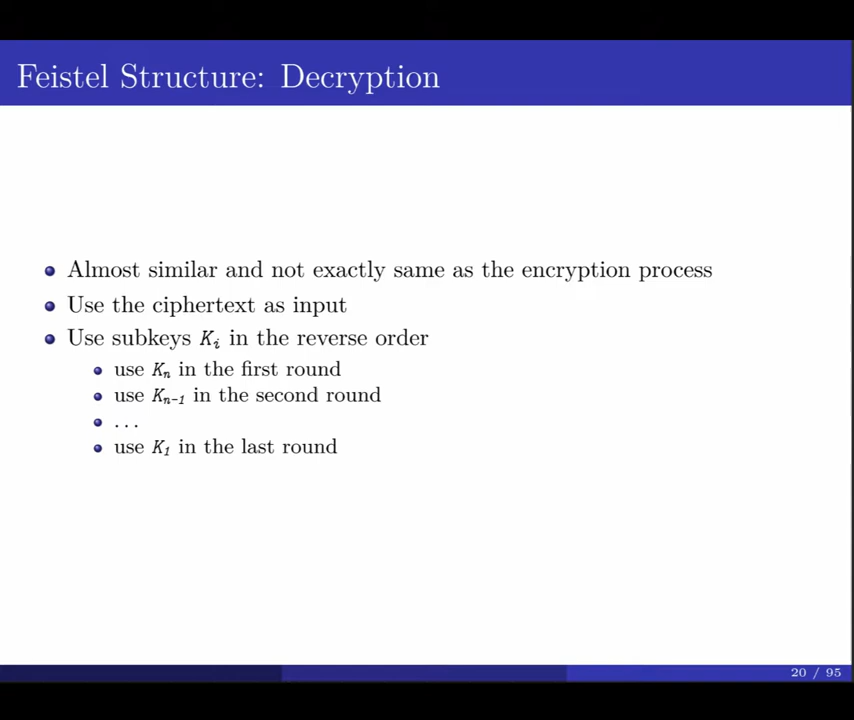 Feistel Structure: Decryption
Almost similar and not exactly same as the encryption process
Use the ciphertext as input
Use subkeys Kᵢ in the reverse order
use Kₙ in the first round
use Kₙ₋₁ in the second round
...
use K₁ in the last round
20 / 95